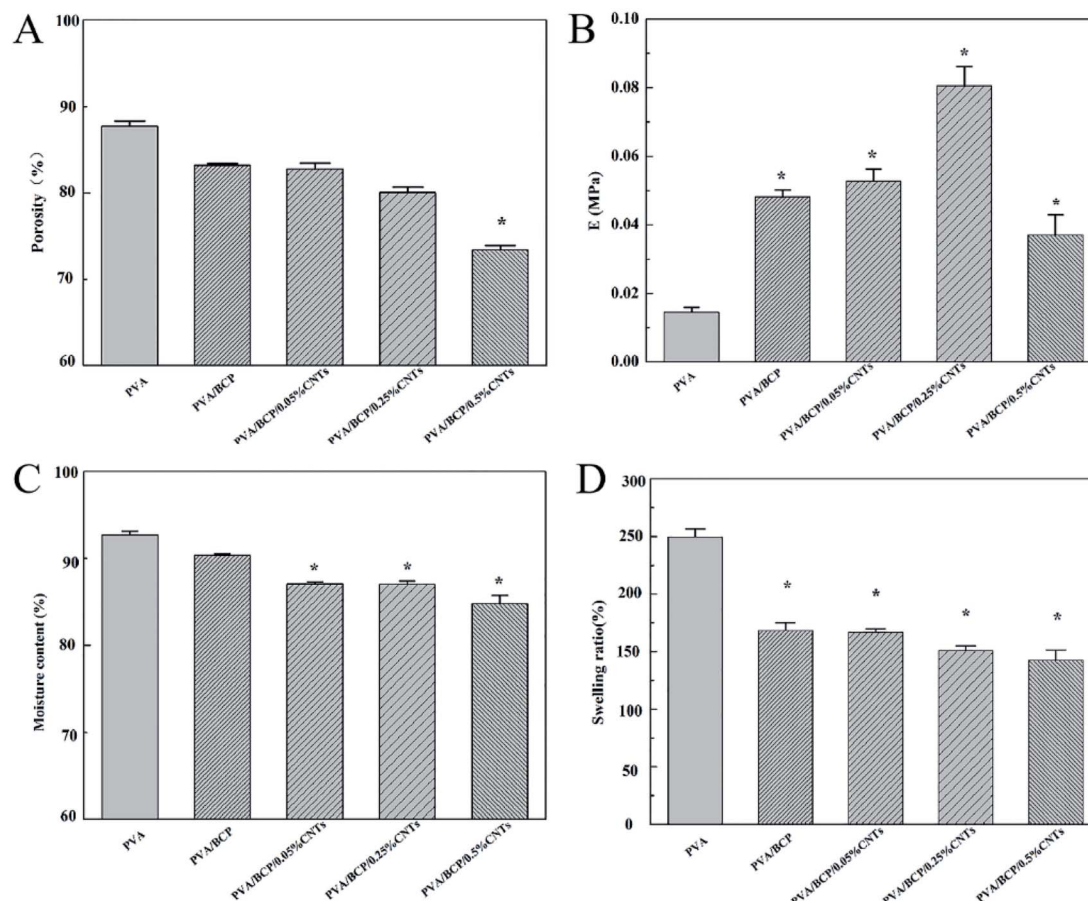 A
100
90
80
70
60
Porosity (%)
*
PVA
PVA/BCP
PVA/BCP/0.05%CNTs
PVA/BCP/0.25%CNTs
PVA/BCP/0.5%CNTs
B
0.10
0.08
0.06
0.04
0.02
0.00
E (MPa)
*
*
*
*
PVA
PVA/BCP
PVA/BCP/0.05%CNTs
PVA/BCP/0.25%CNTs
PVA/BCP/0.5%CNTs
C
100
90
80
70
60
Moisture content (%)
*
*
*
PVA
PVA/BCP
PVA/BCP/0.05%CNTs
PVA/BCP/0.25%CNTs
PVA/BCP/0.5%CNTs
D
300
250
200
150
100
50
0
Swelling ratio(%)
*
*
*
*
PVA
PVA/BCP
PVA/BCP/0.05%CNTs
PVA/BCP/0.25%CNTs
PVA/BCP/0.5%CNTs